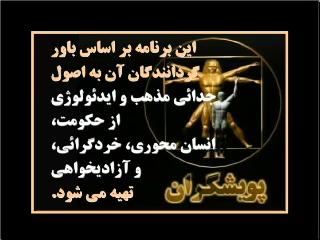 این برنامه بر اساس باور
گردانندگان آن به اصول
جدائی مذهب و ایدئولوژی
از حکومت،
انسان محوری، خردگرائی،
و آزادیخواهی
تهیه می شود.
پویشگران